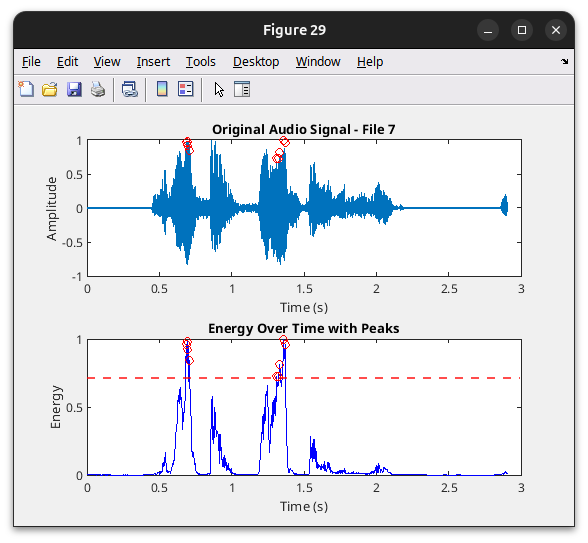 Figure 29
File Edit View Insert Tools Desktop Window Help
Original Audio Signal - File 7
1
0.5
0
-0.5
-1
Amplitude
0 0.5 1 1.5 2 2.5 3
Time (s)
Energy Over Time with Peaks
1
0.5
0
Energy
0 0.5 1 1.5 2 2.5 3
Time (s)